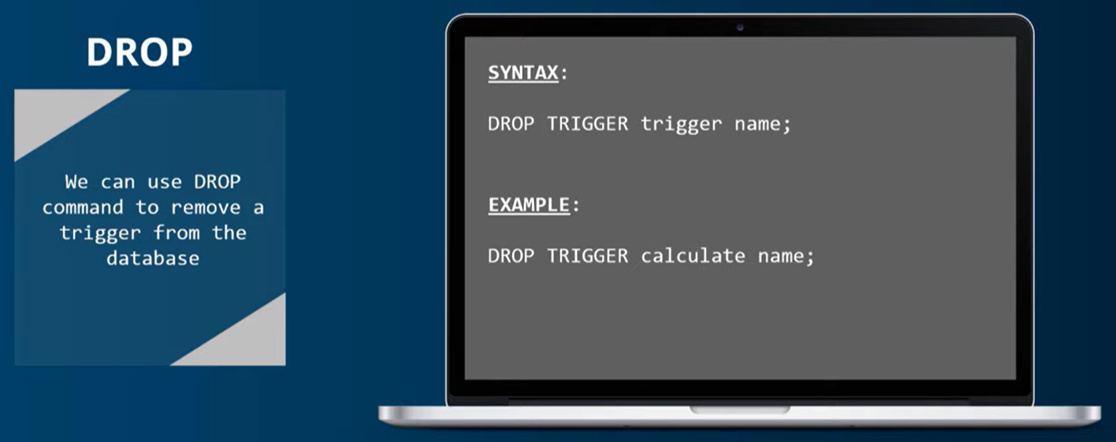 DROP
We can use DROP
command to remove a
trigger from the
database
SYNTAX:
DROP TRIGGER trigger name;
EXAMPLE:
DROP TRIGGER calculate name;